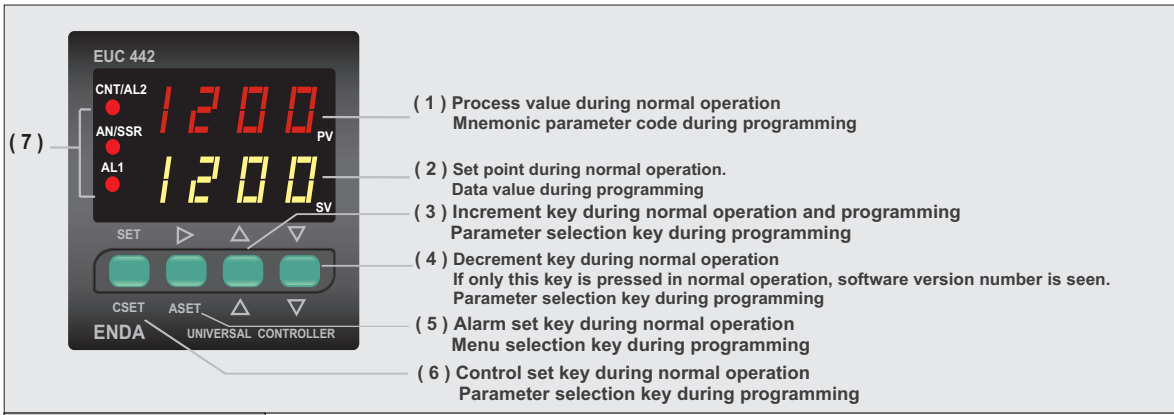 EUC 442
CNT/AL2
AN/SSR
AL1
( 7 )
1200
PV
1200
SV
SET
CSET ASET
ENDA UNIVERSAL CONTROLLER
( 1 ) Process value during normal operation
Mnemonic parameter code during programming
( 2 ) Set point during normal operation.
Data value during programming
( 3 ) Increment key during normal operation and programming
Parameter selection key during programming
( 4 ) Decrement key during normal operation
If only this key is pressed in normal operation, software version number is seen.
Parameter selection key during programming
( 5 ) Alarm set key during normal operation
Menu selection key during programming
( 6 ) Control set key during normal operation
Parameter selection key during programming